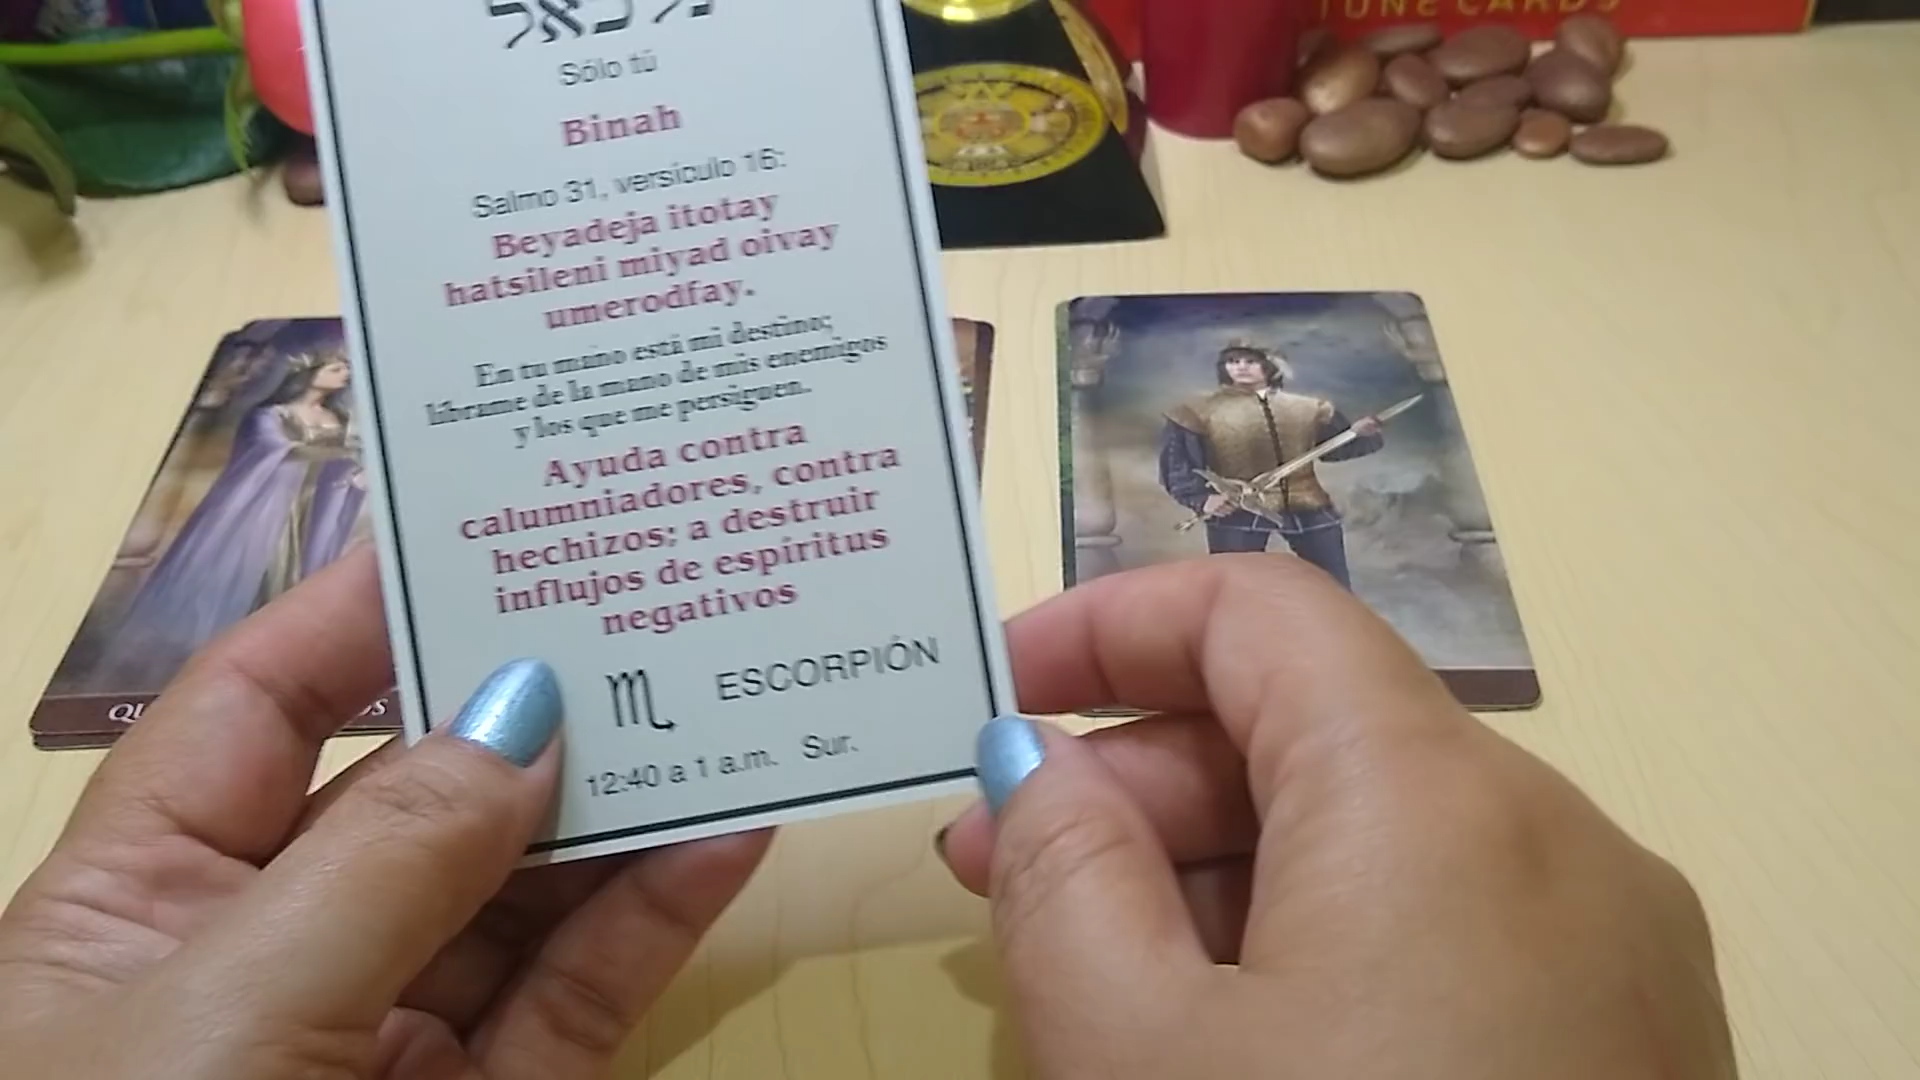 TUNE CARDS
Sólo tú
Binah
Salmo 31, versículo 16:
Beyadeja itotay
hatsileni miyad oivay
umerodfay.
En tu mano está mi destino;
líbrame de la mano de mis enemigos
y los que me persiguen.
Ayuda contra
calumniadores, contra
hechizos; a destruir
influjos de espíritus
negativos
♏ ESCORPIÓN
12:40 a 1 a.m. Sur.